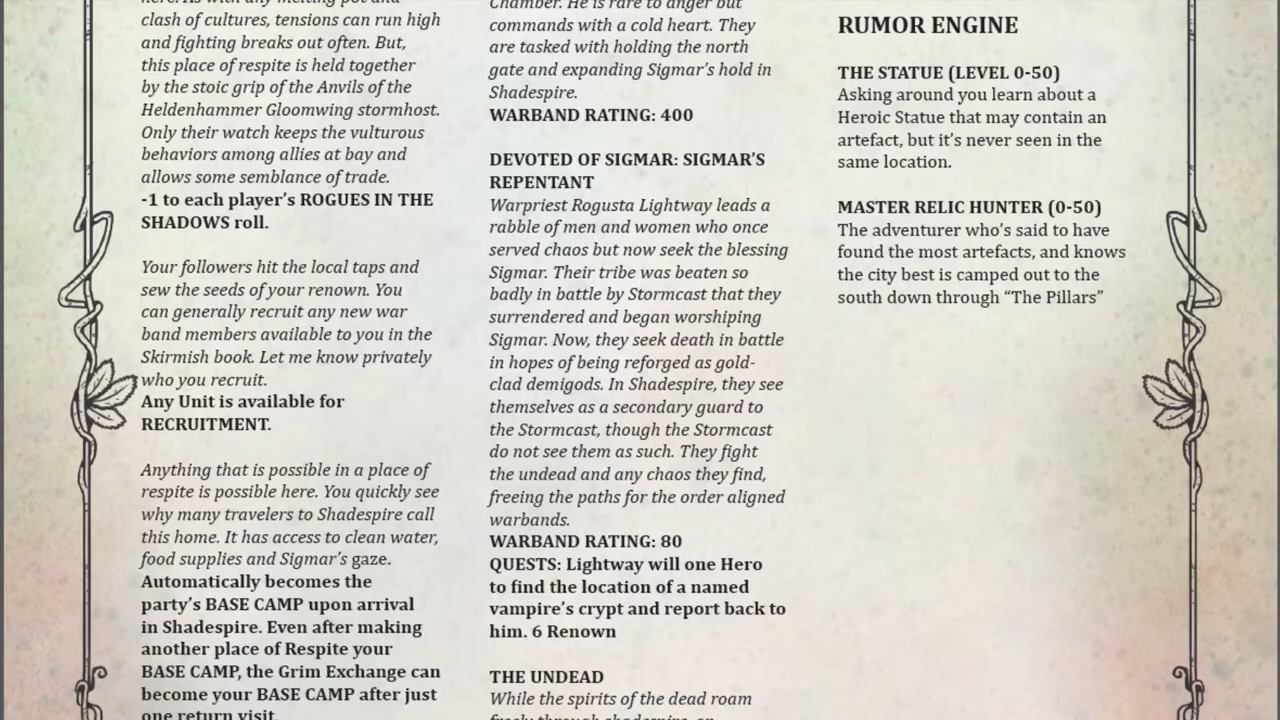 here. As with any melting pot and
clash of cultures, tensions can run high
and fighting breaks out often. But,
this place of respite is held together
by the stoic grip of the Anvils of the
Heldenhammer Gloomwing stormhost.
Only their watch keeps the vulturous
behaviors among allies at bay and
allows some semblance of trade.
-1 to each player's ROGUES IN THE
SHADOWS roll.
Your followers hit the local taps and
sew the seeds of your renown. You
can generally recruit any new war
band members available to you in the
Skirmish book. Let me know privately
who you recruit.
Any Unit is available for
RECRUITMENT.
Anything that is possible in a place of
respite is possible here. You quickly see
why many travelers to Shadespire call
this home. It has access to clean water,
food supplies and Sigmar's gaze.
Automatically becomes the
party's BASE CAMP upon arrival
in Shadespire. Even after making
another place of Respite your
BASE CAMP, the Grim Exchange can
become your BASE CAMP after just
one return visit.
Chamber. He is rare to anger but
commands with a cold heart. They
are tasked with holding the north
gate and expanding Sigmar's hold in
Shadespire.
WARBAND RATING: 400
DEVOTED OF SIGMAR: SIGMAR'S
REPENTANT
Warpriest Rogusta Lightway leads a
rabble of men and women who once
served chaos but now seek the blessing
Sigmar. Their tribe was beaten so
badly in battle by Stormcast that they
surrendered and began worshiping
Sigmar. Now, they seek death in battle
in hopes of being reforged as gold-
clad demigods. In Shadespire, they see
themselves as a secondary guard to
the Stormcast, though the Stormcast
do not see them as such. They fight
the undead and any chaos they find,
freeing the paths for the order aligned
warbands.
WARBAND RATING: 80
QUESTS: Lightway will one Hero
to find the location of a named
vampire's crypt and report back to
him. 6 Renown
THE UNDEAD
While the spirits of the dead roam
freely through shadespire, an
RUMOR ENGINE
THE STATUE (LEVEL 0-50)
Asking around you learn about a
Heroic Statue that may contain an
artefact, but it's never seen in the
same location.
MASTER RELIC HUNTER (0-50)
The adventurer who's said to have
found the most artefacts, and knows
the city best is camped out to the
south down through “The Pillars”